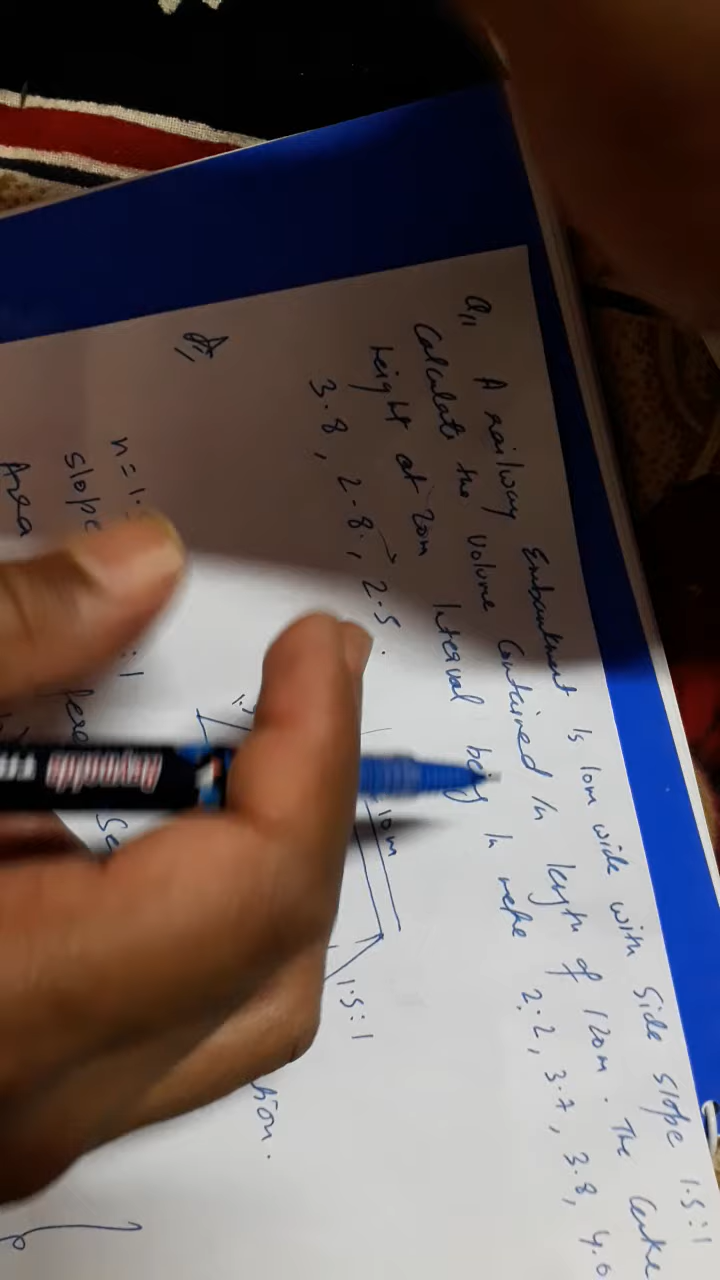 Q,, A railway Embankment is 10m wide with Side Slope 1.5:1
Calculate the volume Contained in length of 120m. The Centre
height at 20m Interval being in metre 2.2, 3.7, 3.8, 4.0
3.8, 2.8, 2.5.
A,,
10m
1.5:1
n=1.
Slope :1
Area
tion.
Reynolds